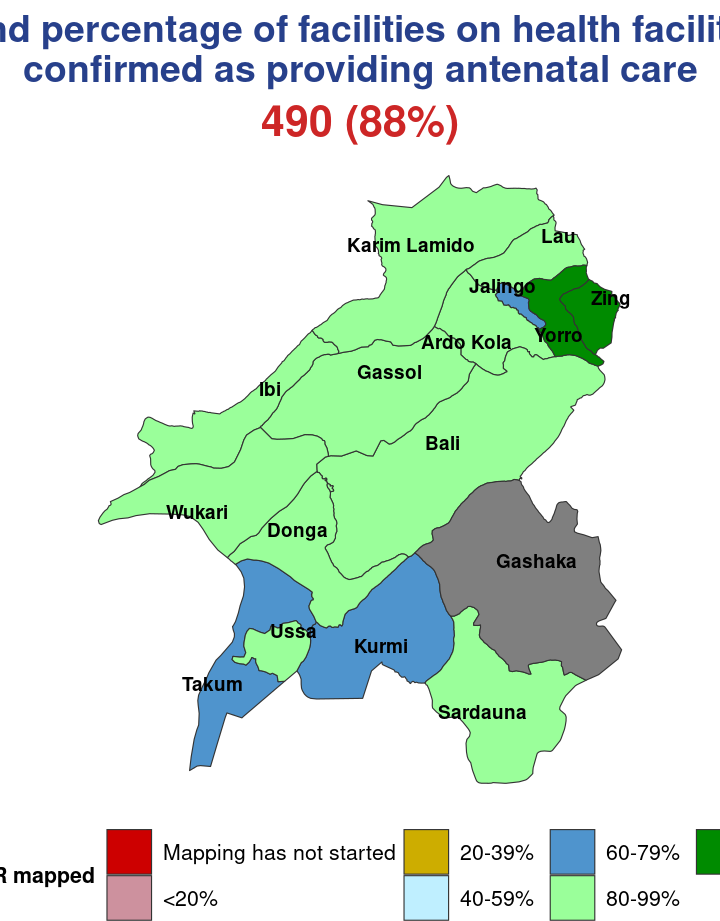 nd percentage of facilities on health facilit
confirmed as providing antenatal care
490 (88%)
Karim Lamido
Lau
Jalingo
Zing
Yorro
Ardo Kola
Gassol
Ibi
Bali
Wukari
Donga
Gashaka
Ussa
Kurmi
Takum
Sardauna
R mapped
Mapping has not started
20-39%
60-79%
<20%
40-59%
80-99%